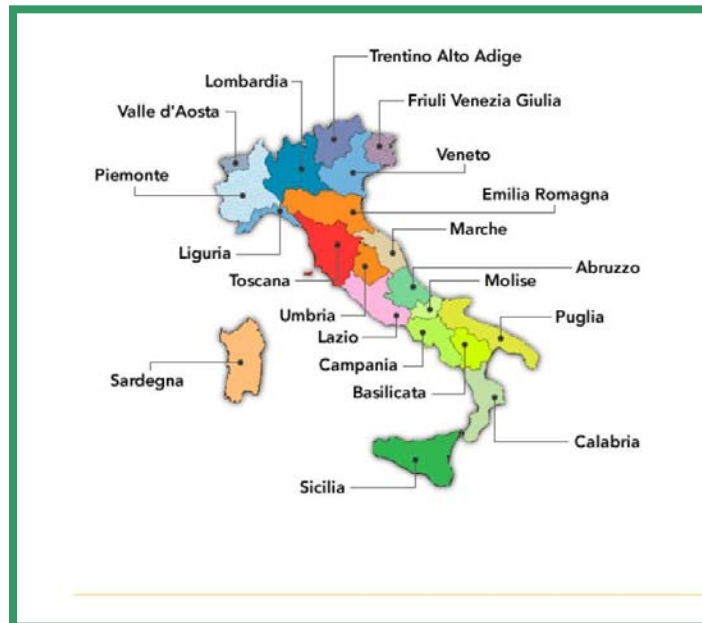 Trentino Alto Adige
Lombardia
Friuli Venezia Giulia
Valle d'Aosta
Veneto
Piemonte
Emilia Romagna
Marche
Liguria
Abruzzo
Toscana
Molise
Umbria
Puglia
Lazio
Campania
Sardegna
Basilicata
Calabria
Sicilia